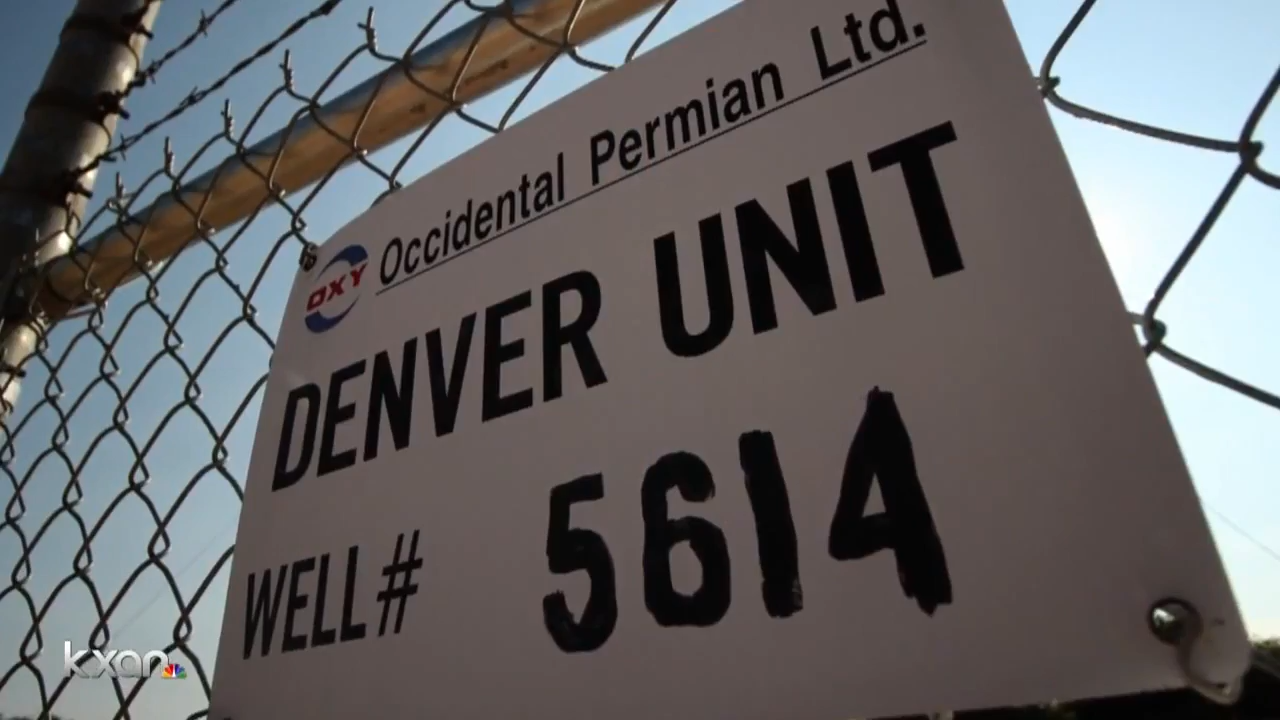 Occidental Permian Ltd.
OXY
DENVER UNIT
WELL # 5614
kxan